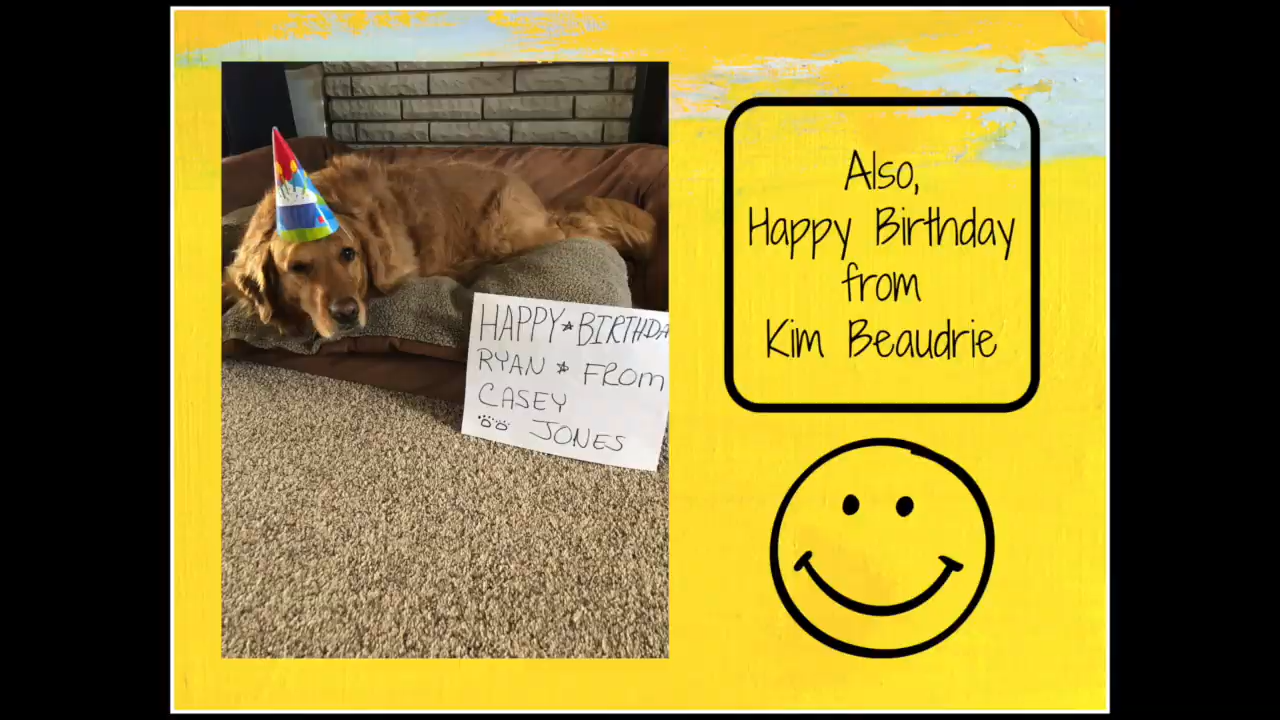 HAPPY★BIRTHDA
RYAN ★ FROM
CASEY
JONES
Also,
Happy Birthday
from
Kim Beaudrie